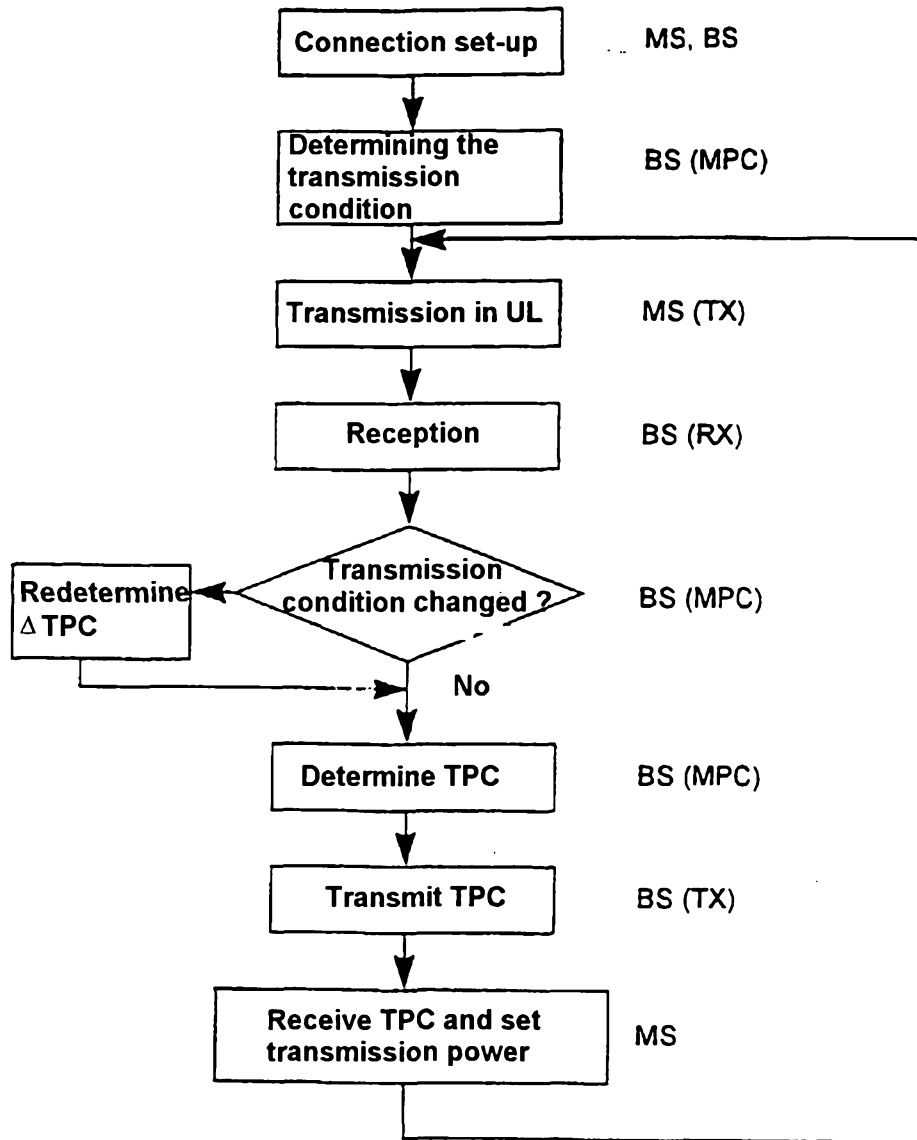 Connection set-up
MS, BS
Determining the
transmission
condition
BS (MPC)
Transmission in UL
MS (TX)
Reception
BS (RX)
Transmission
condition changed ?
BS (MPC)
Redetermine
Δ TPC
No
Determine TPC
BS (MPC)
Transmit TPC
BS (TX)
Receive TPC and set
transmission power
MS